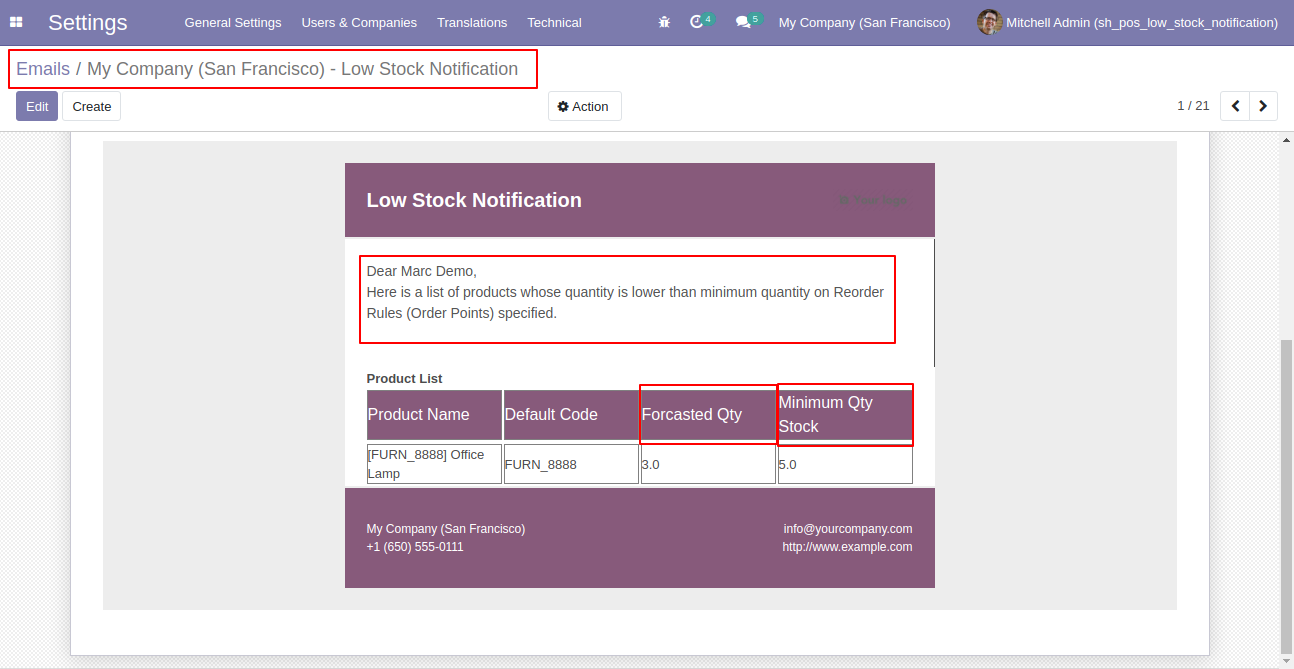 Settings General Settings Users & Companies Translations Technical 4 5 My Company (San Francisco) Mitchell Admin (sh_pos_low_stock_notification)
Emails / My Company (San Francisco) - Low Stock Notification
Edit Create Action 1 / 21
Low Stock Notification
Dear Marc Demo,
Here is a list of products whose quantity is lower than minimum quantity on Reorder
Rules (Order Points) specified.
Product List
Product Name Default Code Forcasted Qty Minimum Qty
Stock
[FURN_8888] Office
Lamp FURN_8888 3.0 5.0
My Company (San Francisco) info@yourcompany.com
+1 (650) 555-0111 http://www.example.com